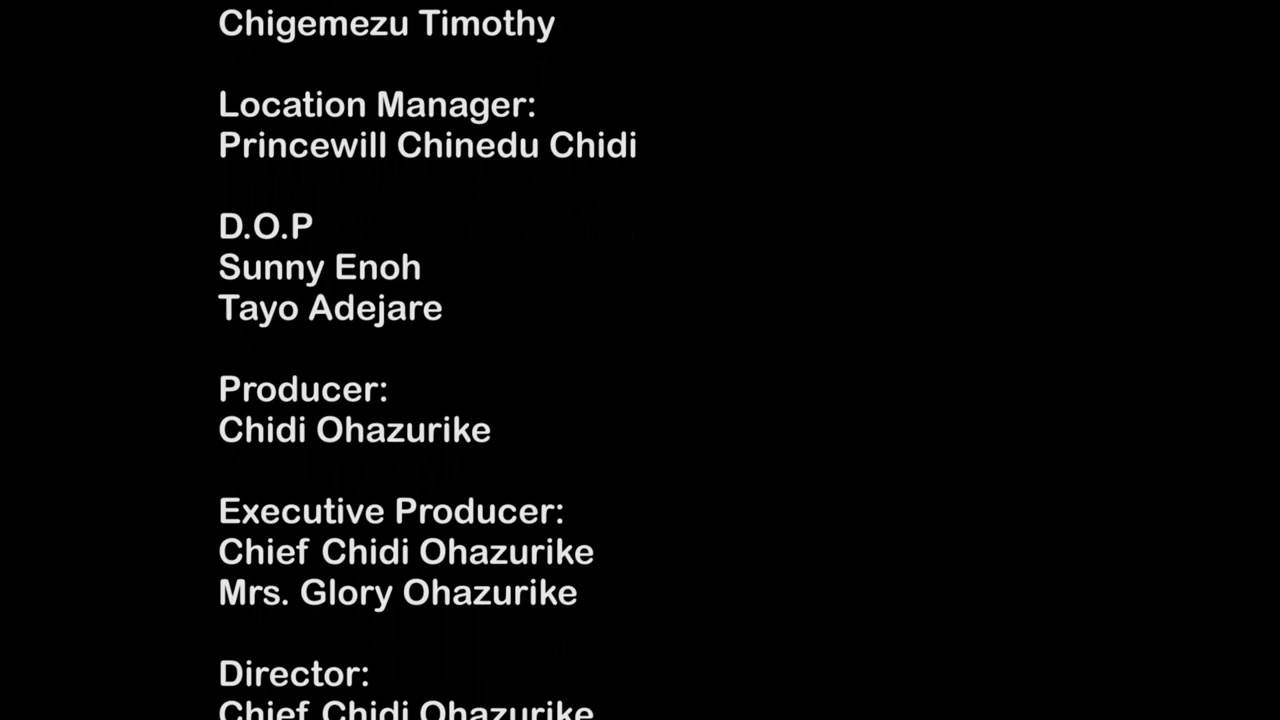 Chigemezu Timothy
Location Manager:
Princewill Chinedu Chidi
D.O.P
Sunny Enoh
Tayo Adejare
Producer:
Chidi Ohazurike
Executive Producer:
Chief Chidi Ohazurike
Mrs. Glory Ohazurike
Director:
Chief Chidi Ohazurike